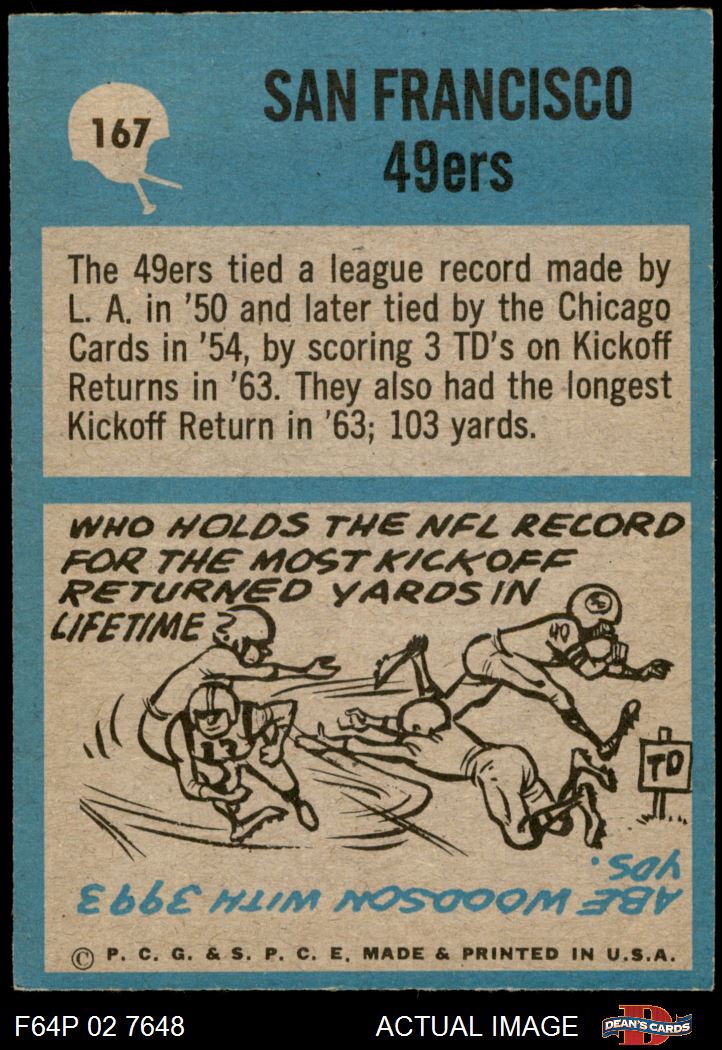 167
SAN FRANCISCO
49ers
The 49ers tied a league record made by
L. A. in '50 and later tied by the Chicago
Cards in '54, by scoring 3 TD's on Kickoff
Returns in '63. They also had the longest
Kickoff Return in '63; 103 yards.
WHO HOLDS THE NFL RECORD
FOR THE MOST KICKOFF
RETURNED YARDS IN
LIFETIME?
40
13
TD
ABE WOODSON WITH 3993
YDS.
© P. C. G. & S. P. C. E. MADE & PRINTED IN U.S.A.
F64P 02 7648
ACTUAL IMAGE
D
DEAN'S CARDS